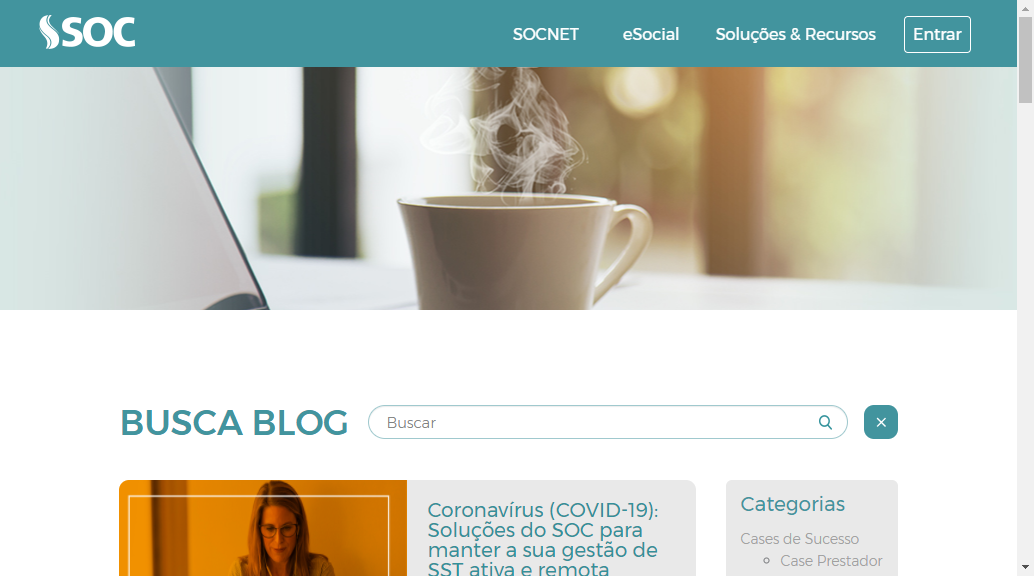 SOC
SOCNET
eSocial
Soluções & Recursos
Entrar
BUSCA BLOG
Buscar
Coronavírus (COVID-19):
Soluções do SOC para
manter a sua gestão de
SST ativa e remota
Categorias
Cases de Sucesso
Case Prestador